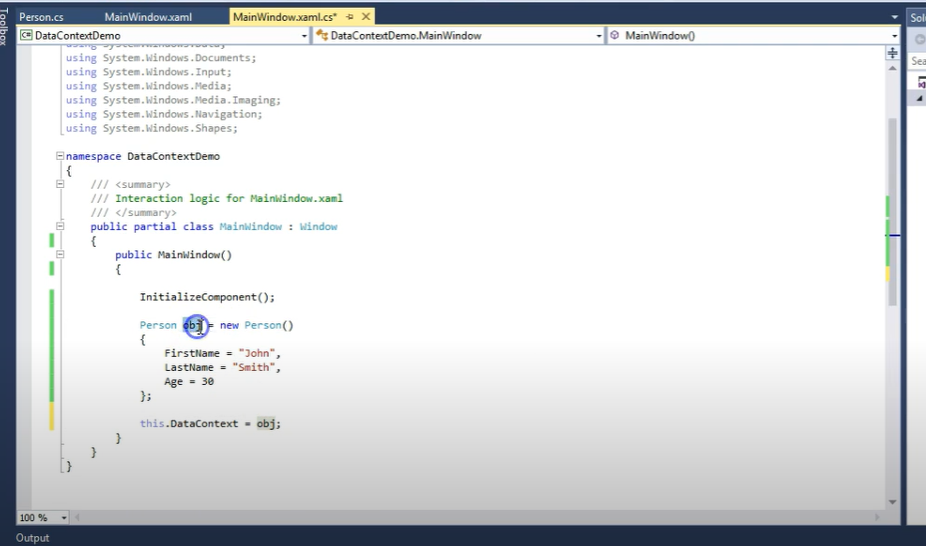 Toolbox
Person.cs
MainWindow.xaml
MainWindow.xaml.cs*
DataContextDemo
DataContextDemo.MainWindow
MainWindow()
using System.Windows.Data;
using System.Windows.Documents;
using System.Windows.Input;
using System.Windows.Media;
using System.Windows.Media.Imaging;
using System.Windows.Navigation;
using System.Windows.Shapes;
namespace DataContextDemo
{
/// <summary>
/// Interaction logic for MainWindow.xaml
/// </summary>
public partial class MainWindow : Window
{
public MainWindow()
{
InitializeComponent();
Person obj = new Person()
{
FirstName = "John",
LastName = "Smith",
Age = 30
};
this.DataContext = obj;
}
}
}
100 %
Output